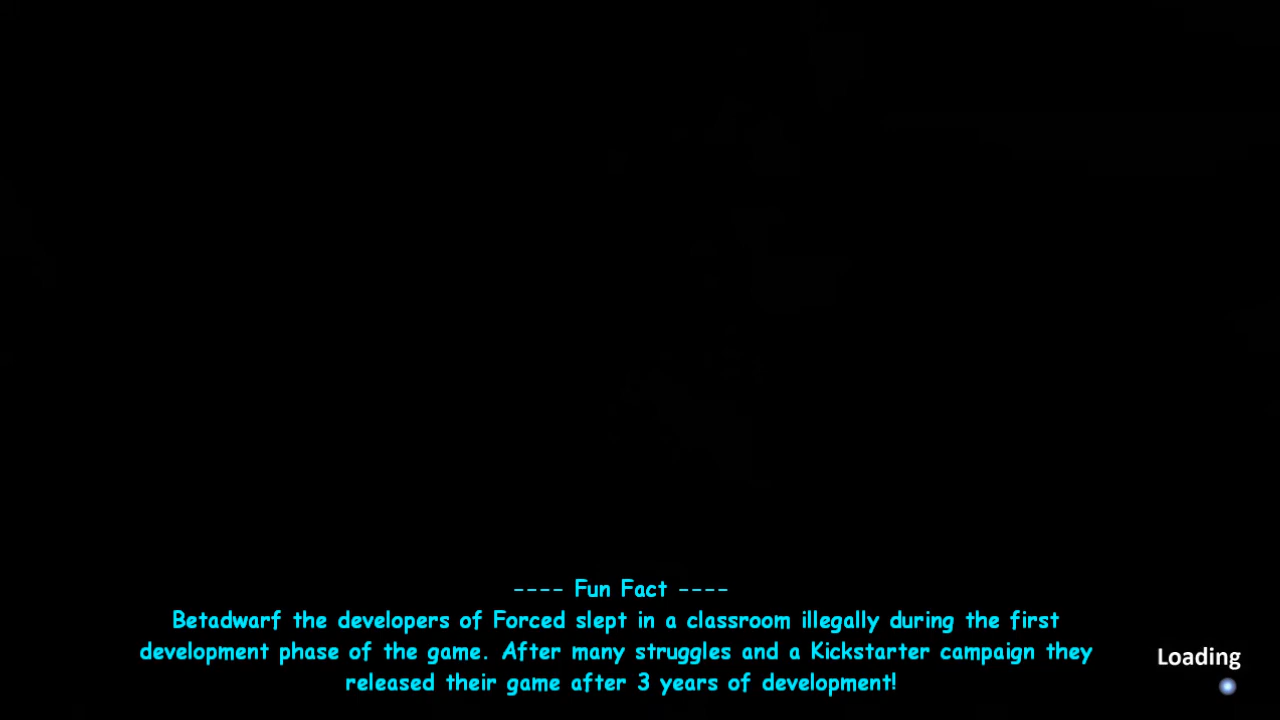 ---- Fun Fact ----
Betadwarf the developers of Forced slept in a classroom illegally during the first
development phase of the game. After many struggles and a Kickstarter campaign they
released their game after 3 years of development!
Loading